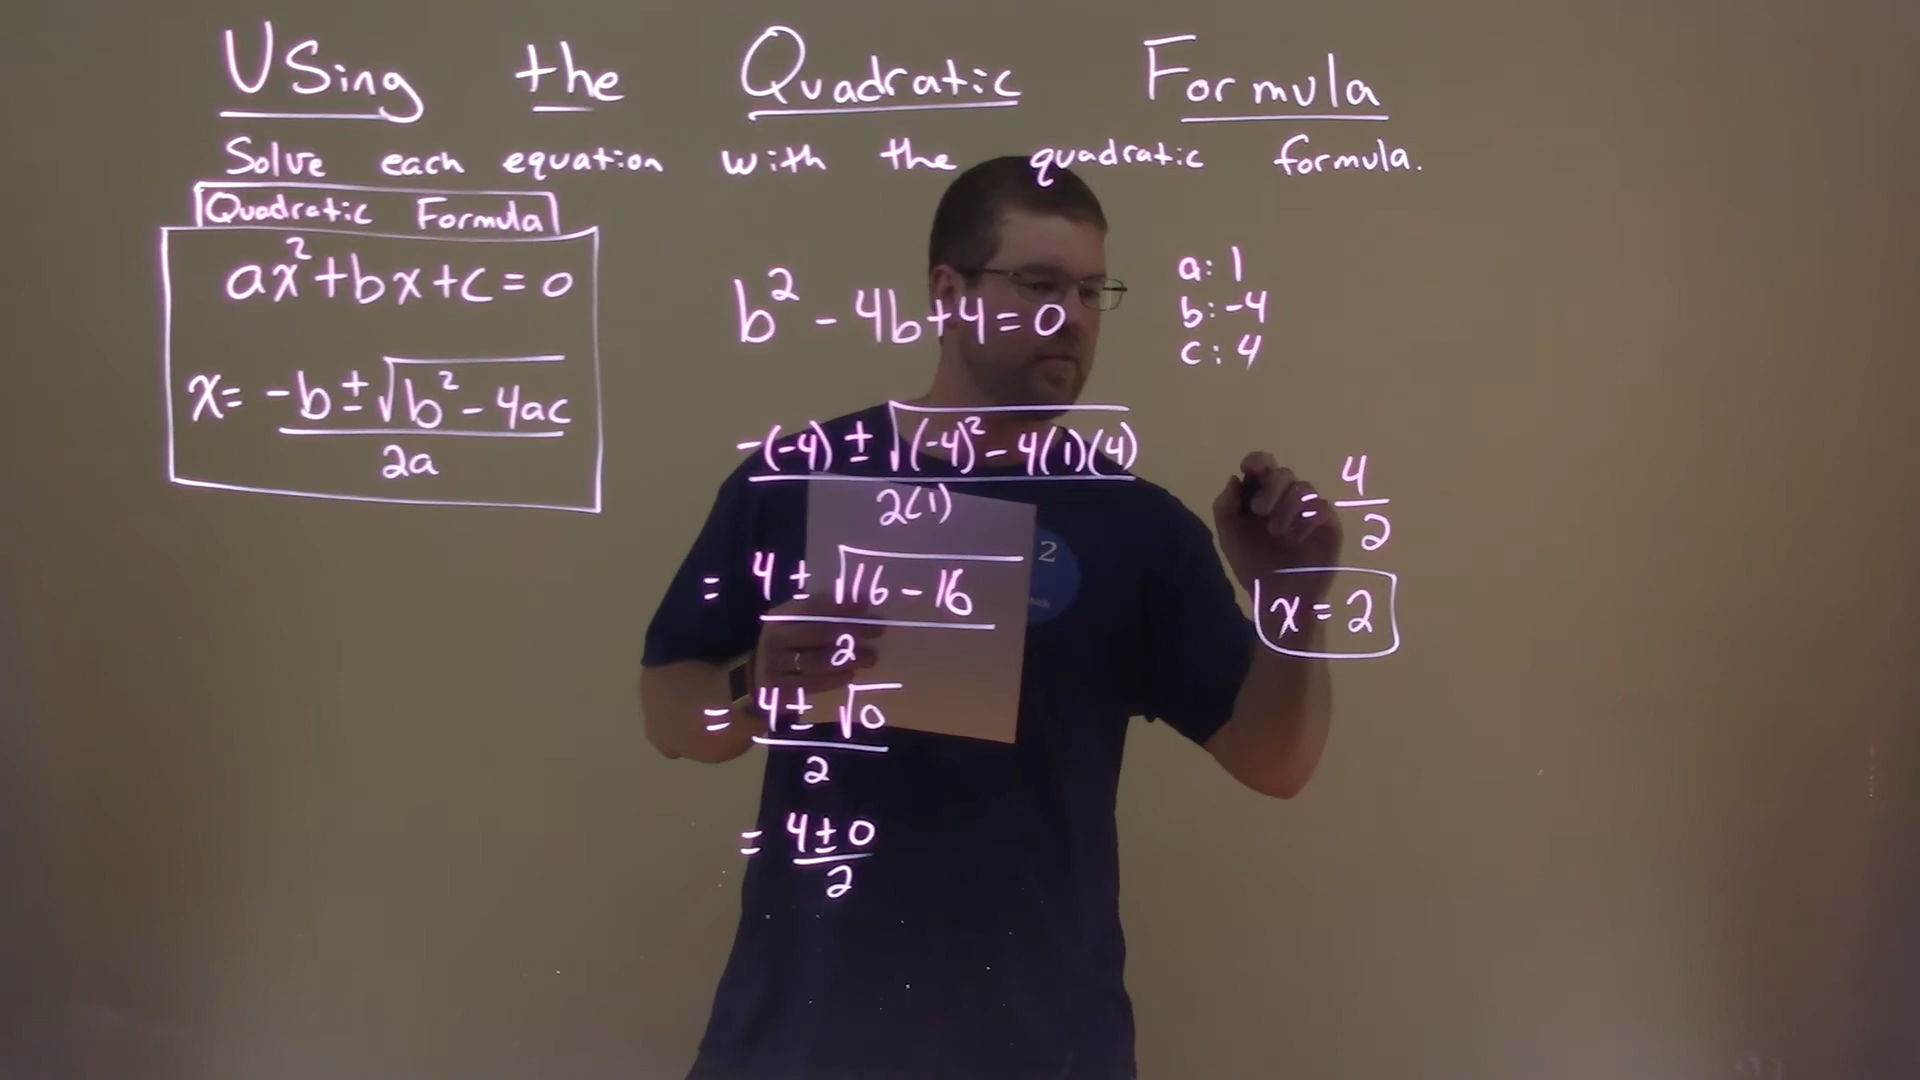 Using the Quadratic Formula
Solve each equation with the quadratic formula.
Quadratic Formula
ax²+bx+c=0
x= -b±√b²-4ac
2a
b²-4b+4=0
a: 1
b: -4
c: 4
-(-4) ± √(-4)²-4(1)(4)
2(1)
= 4 ± √16-16
2
= 4 ± √0
2
= 4±0
2
= 4
2
x=2
2